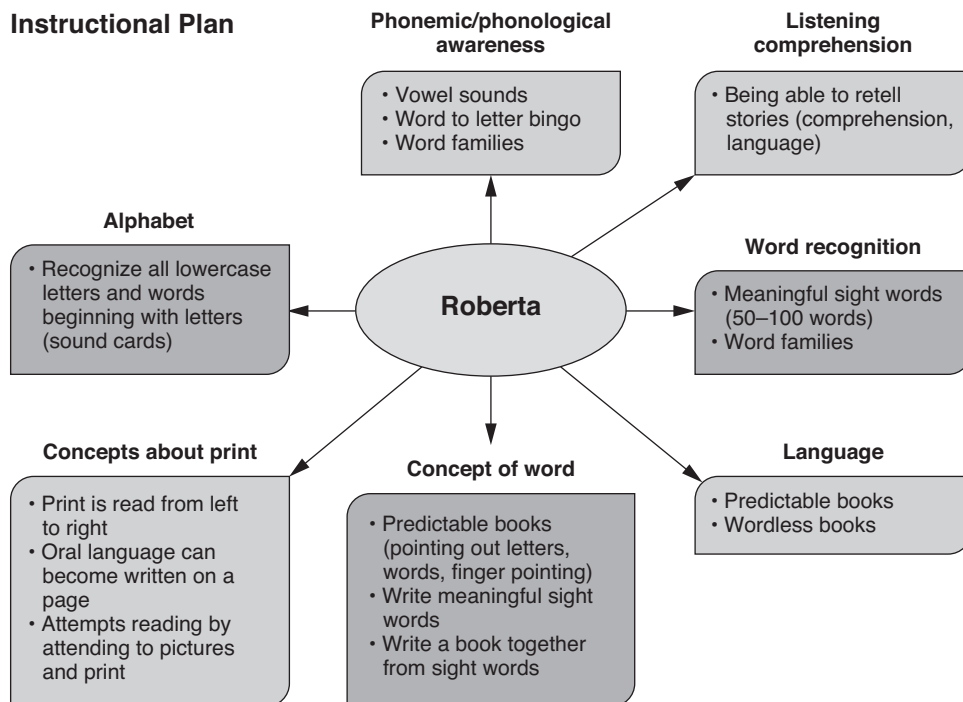 Instructional Plan
Phonemic/phonological
awareness
• Vowel sounds
• Word to letter bingo
• Word families
Listening
comprehension
• Being able to retell
stories (comprehension,
language)
Alphabet
• Recognize all lowercase
letters and words
beginning with letters
(sound cards)
Roberta
Word recognition
• Meaningful sight words
(50–100 words)
• Word families
Concepts about print
• Print is read from left
to right
• Oral language can
become written on a
page
• Attempts reading by
attending to pictures
and print
Concept of word
• Predictable books
(pointing out letters,
words, finger pointing)
• Write meaningful sight
words
• Write a book together
from sight words
Language
• Predictable books
• Wordless books